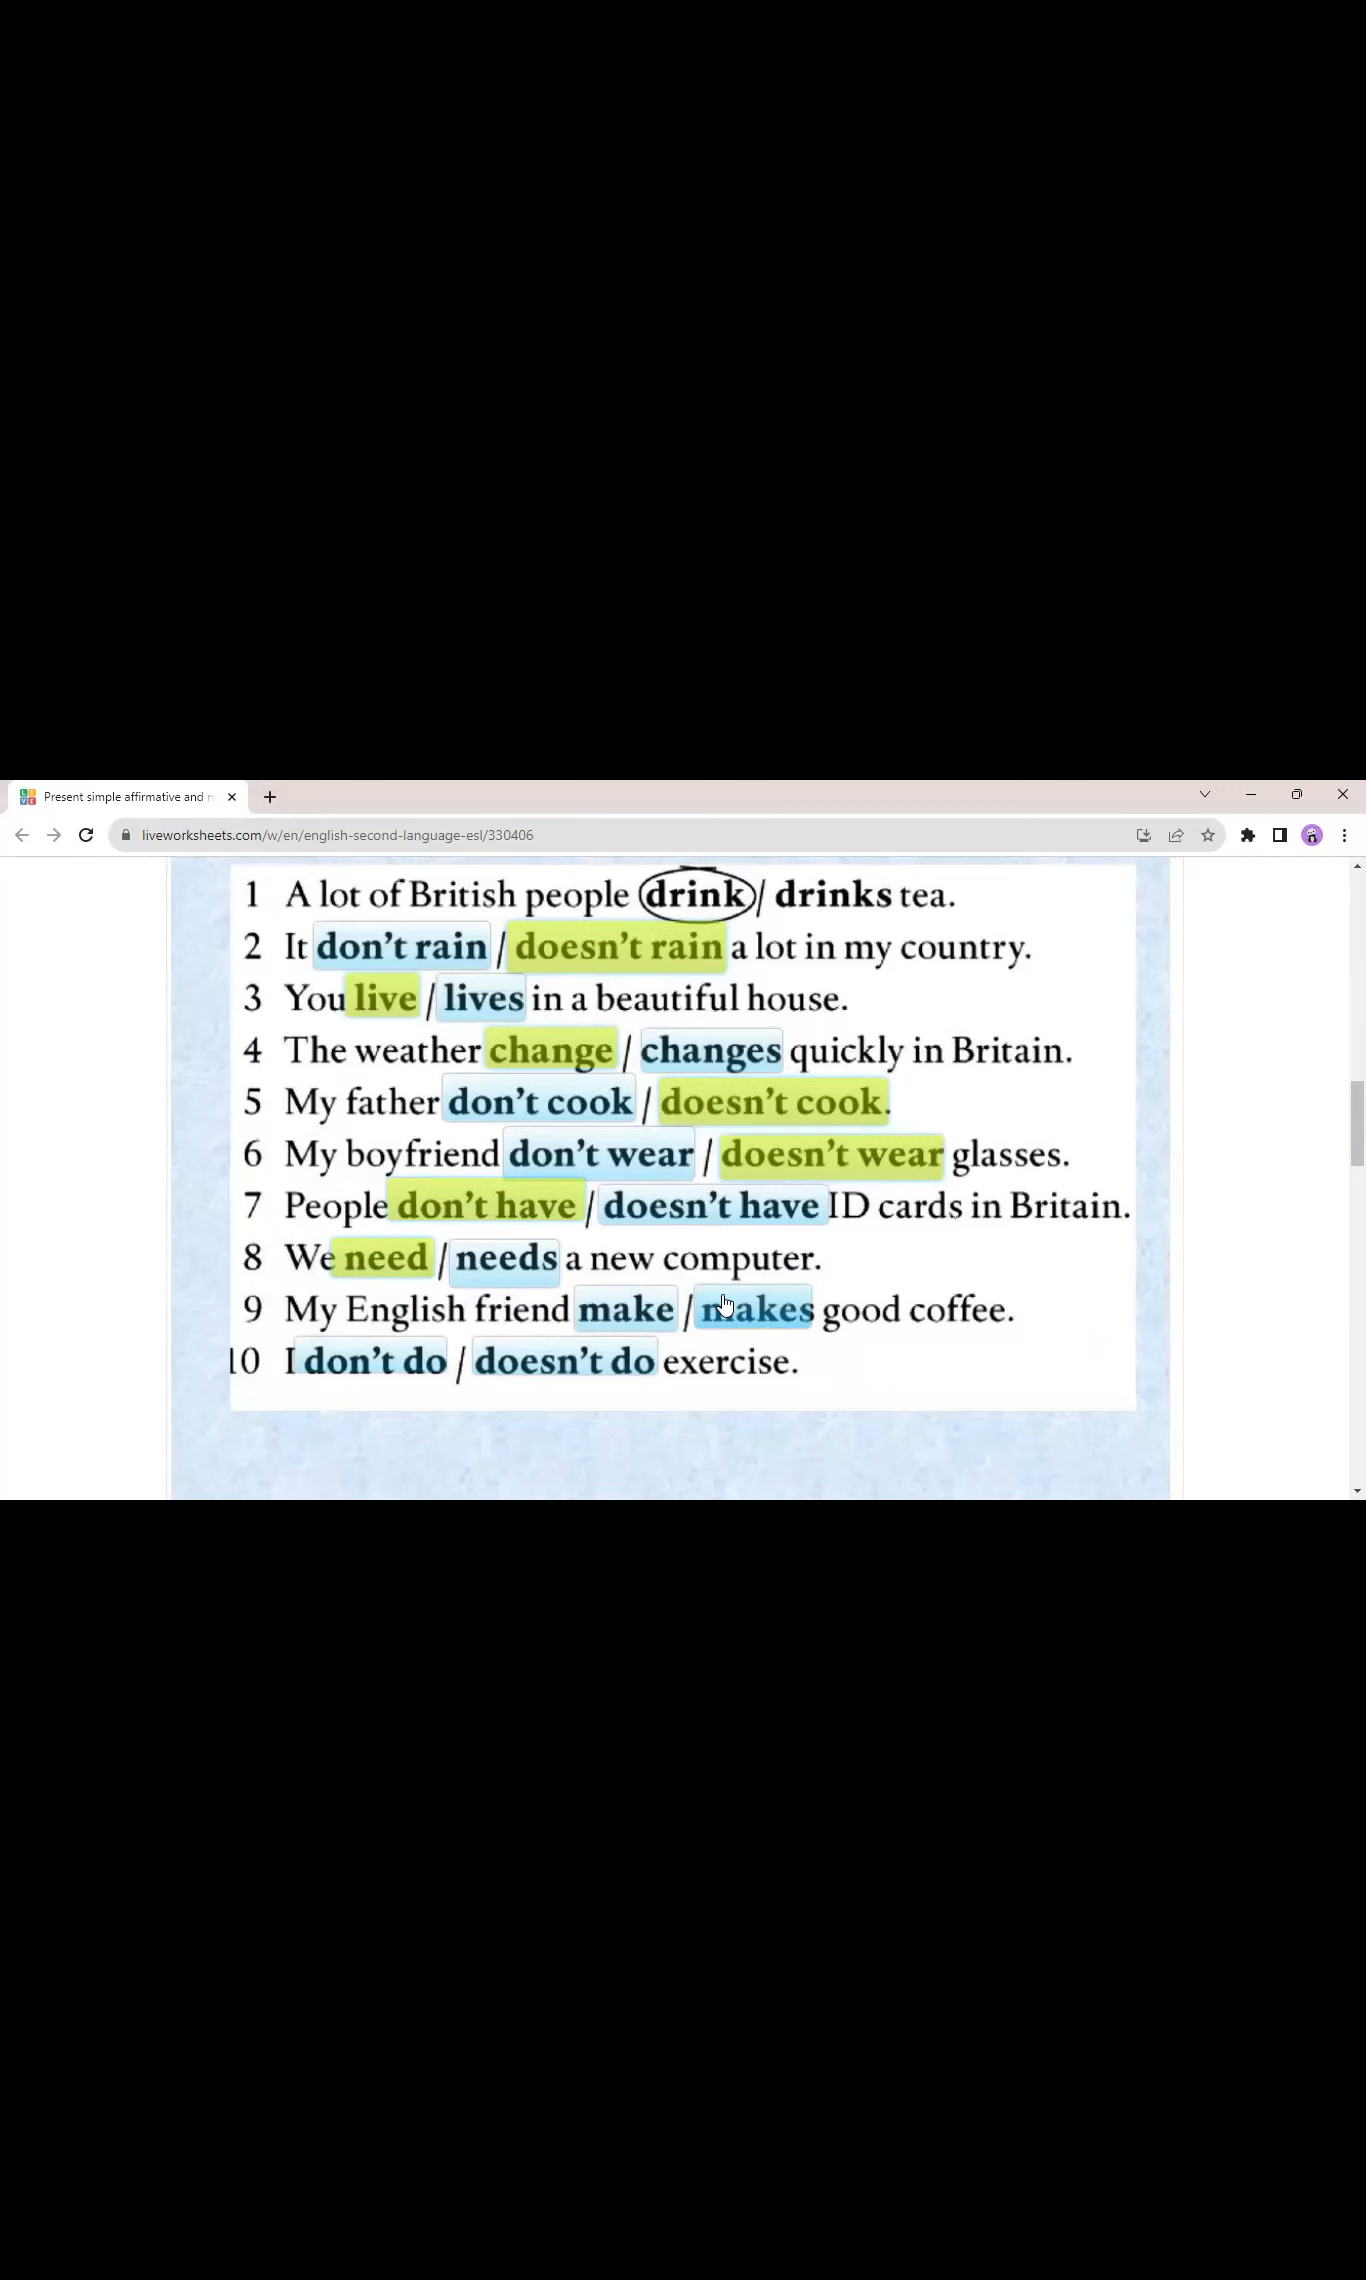 Present simple affirmative and
liveworksheets.com/w/en/english-second-language-esl/330406
1 A lot of British people drink / drinks tea.
2 It don't rain / doesn't rain a lot in my country.
3 You live / lives in a beautiful house.
4 The weather change / changes quickly in Britain.
5 My father don't cook / doesn't cook.
6 My boyfriend don't wear / doesn't wear glasses.
7 People don't have / doesn't have ID cards in Britain.
8 We need / needs a new computer.
9 My English friend make / makes good coffee.
10 I don't do / doesn't do exercise.